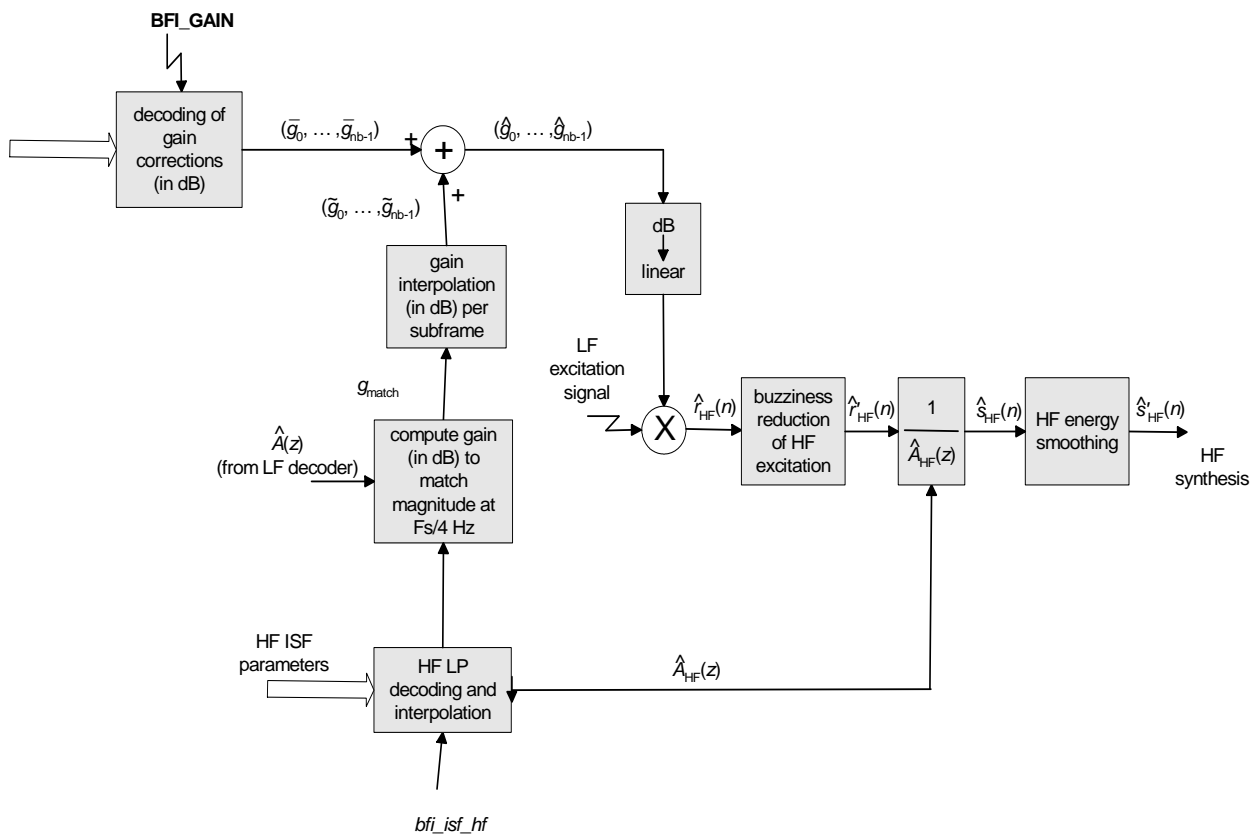 BFI_GAIN
decoding of
gain
corrections
(in dB)
(g̅₀, … ,g̅nb-1)
+
+
(ĝ₀, … ,ĝnb-1)
+
(g̃₀, … ,g̃nb-1)
dB
linear
gain
interpolation
(in dB) per
subframe
LF
excitation
signal
X
r̂HF(n)
buzziness
reduction
of HF
excitation
r̂'HF(n)
1
ÂHF(z)
ŝHF(n)
HF energy
smoothing
ŝ'HF(n)
HF
synthesis
gmatch
Â(z)
(from LF decoder)
compute gain
(in dB) to
match
magnitude at
Fs/4 Hz
HF ISF
parameters
HF LP
decoding and
interpolation
ÂHF(z)
bfi_isf_hf